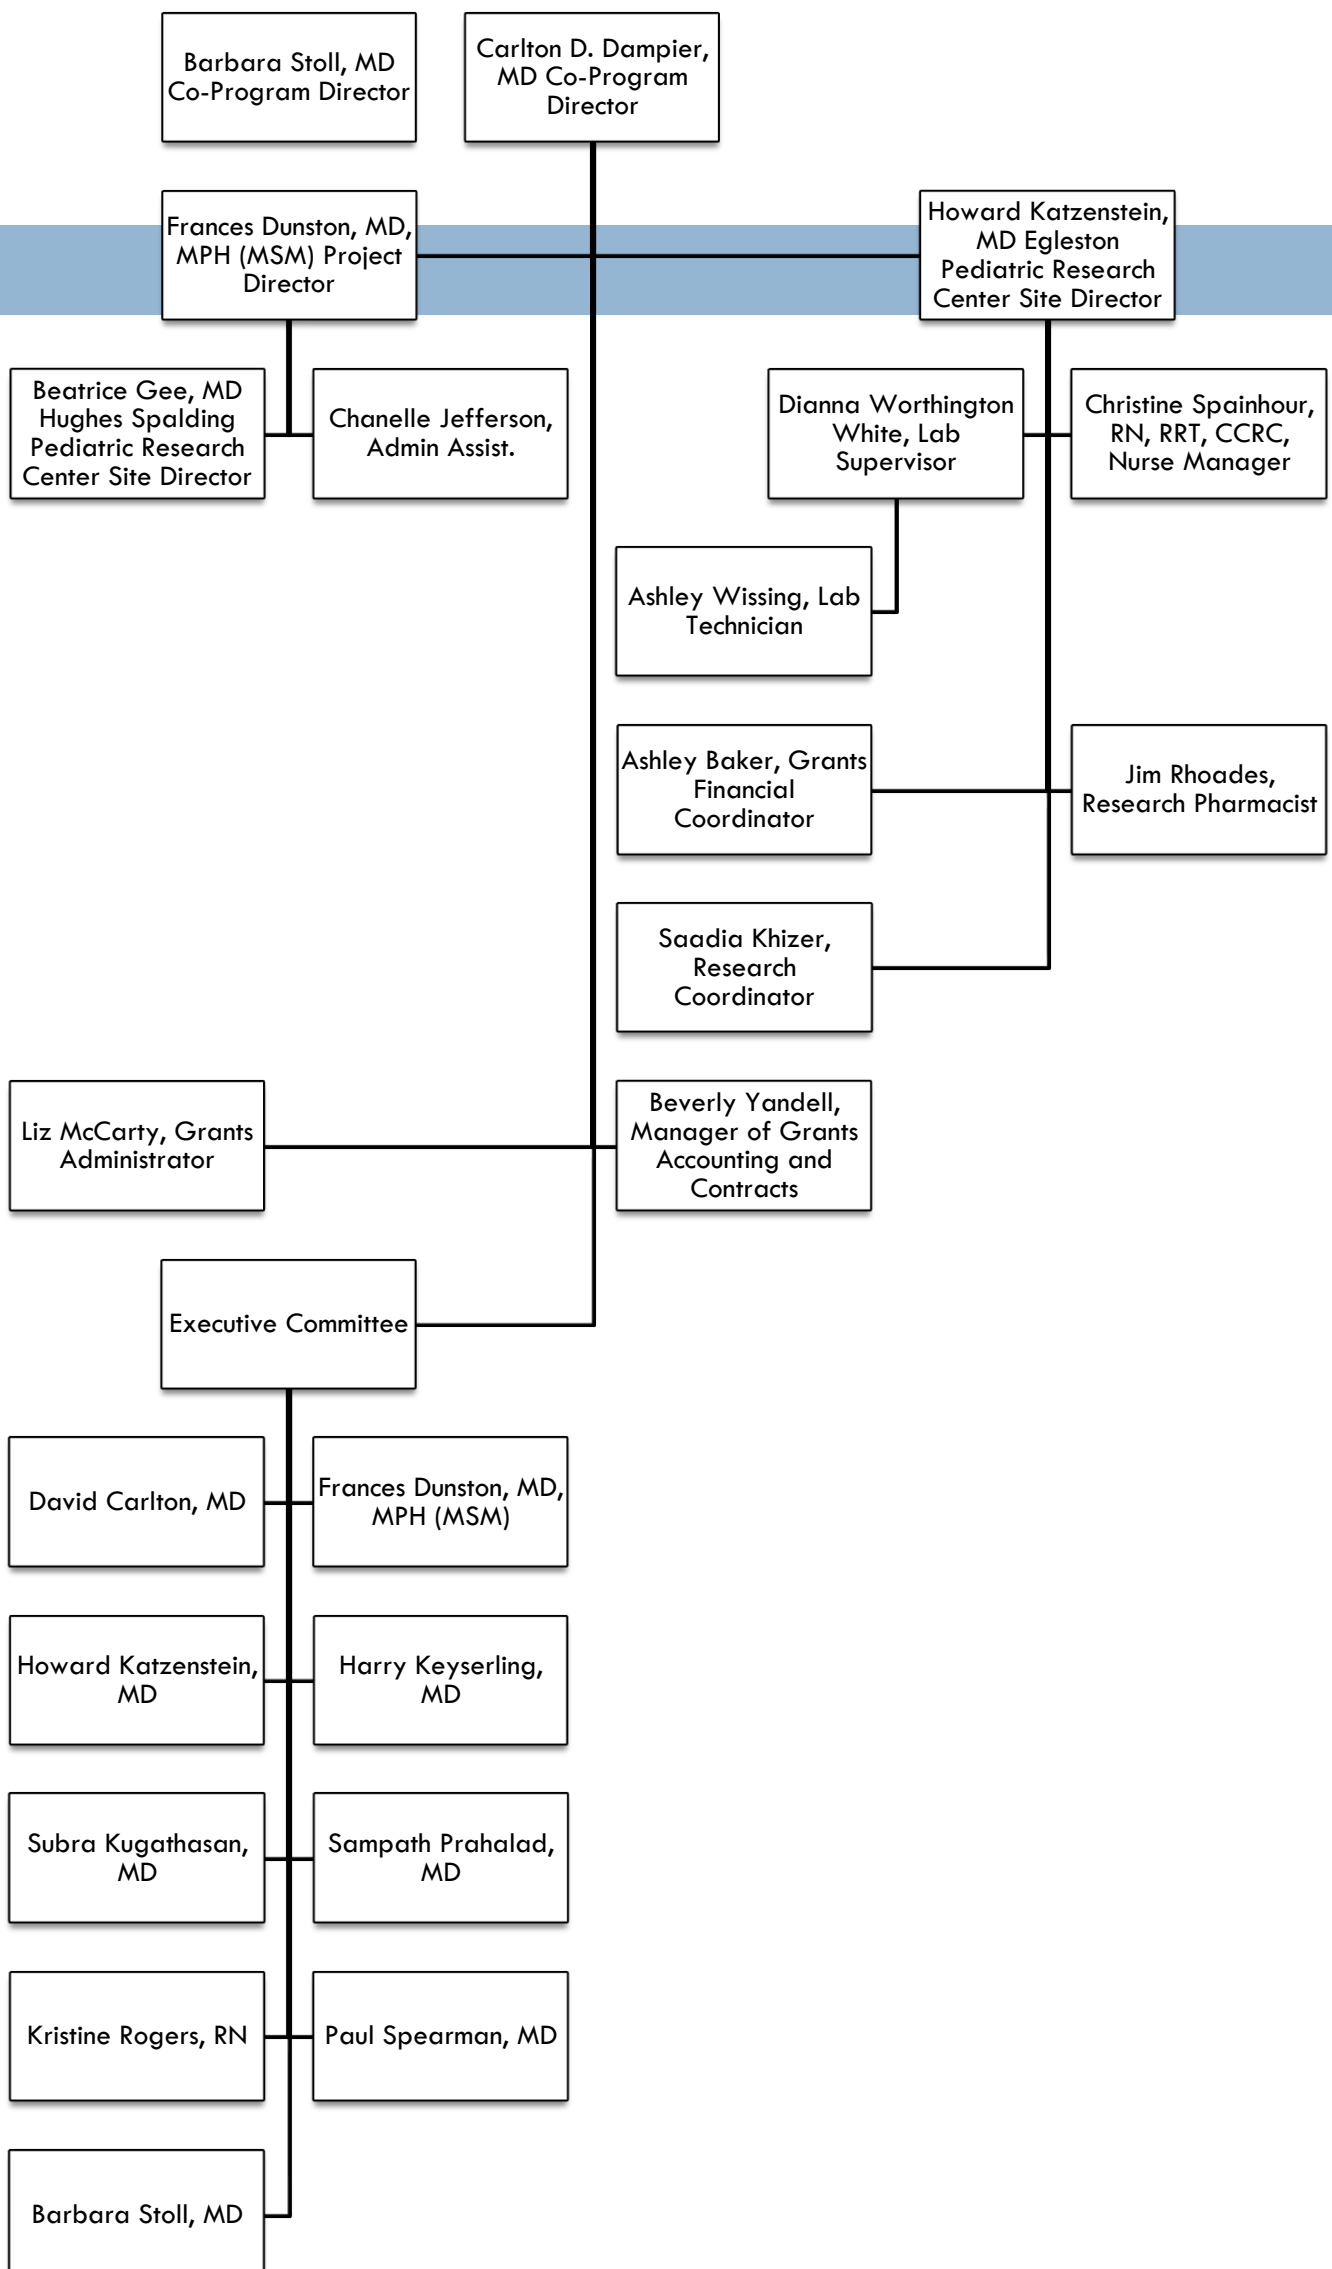 Barbara Stoll, MD
Co-Program Director
Carlton D. Dampier,
MD Co-Program
Director
Frances Dunston, MD,
MPH (MSM) Project
Director
Howard Katzenstein,
MD Egleston
Pediatric Research
Center Site Director
Beatrice Gee, MD
Hughes Spalding
Pediatric Research
Center Site Director
Chanelle Jefferson,
Admin Assist.
Dianna Worthington
White, Lab
Supervisor
Christine Spainhour,
RN, RRT, CCRC,
Nurse Manager
Ashley Wissing, Lab
Technician
Ashley Baker, Grants
Financial
Coordinator
Jim Rhoades,
Research Pharmacist
Saadia Khizer,
Research
Coordinator
Liz McCarty, Grants
Administrator
Beverly Yandell,
Manager of Grants
Accounting and
Contracts
Executive Committee
David Carlton, MD
Frances Dunston, MD,
MPH (MSM)
Howard Katzenstein,
MD
Harry Keyserling,
MD
Subra Kugathasan,
MD
Sampath Prahalad,
MD
Kristine Rogers, RN
Paul Spearman, MD
Barbara Stoll, MD